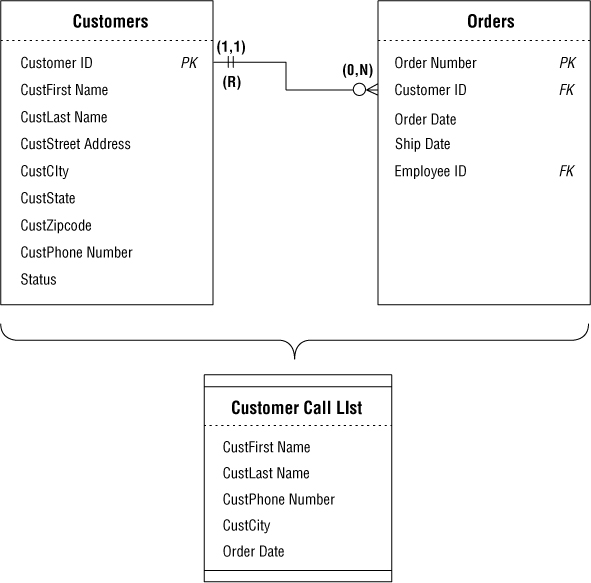 Customers
Customer ID PK
CustFirst Name
CustLast Name
CustStreet Address
CustCIty
CustState
CustZipcode
CustPhone Number
Status
(1,1)
(R)
(0,N)
Orders
Order Number PK
Customer ID FK
Order Date
Ship Date
Employee ID FK
Customer Call LIst
CustFirst Name
CustLast Name
CustPhone Number
CustCity
Order Date